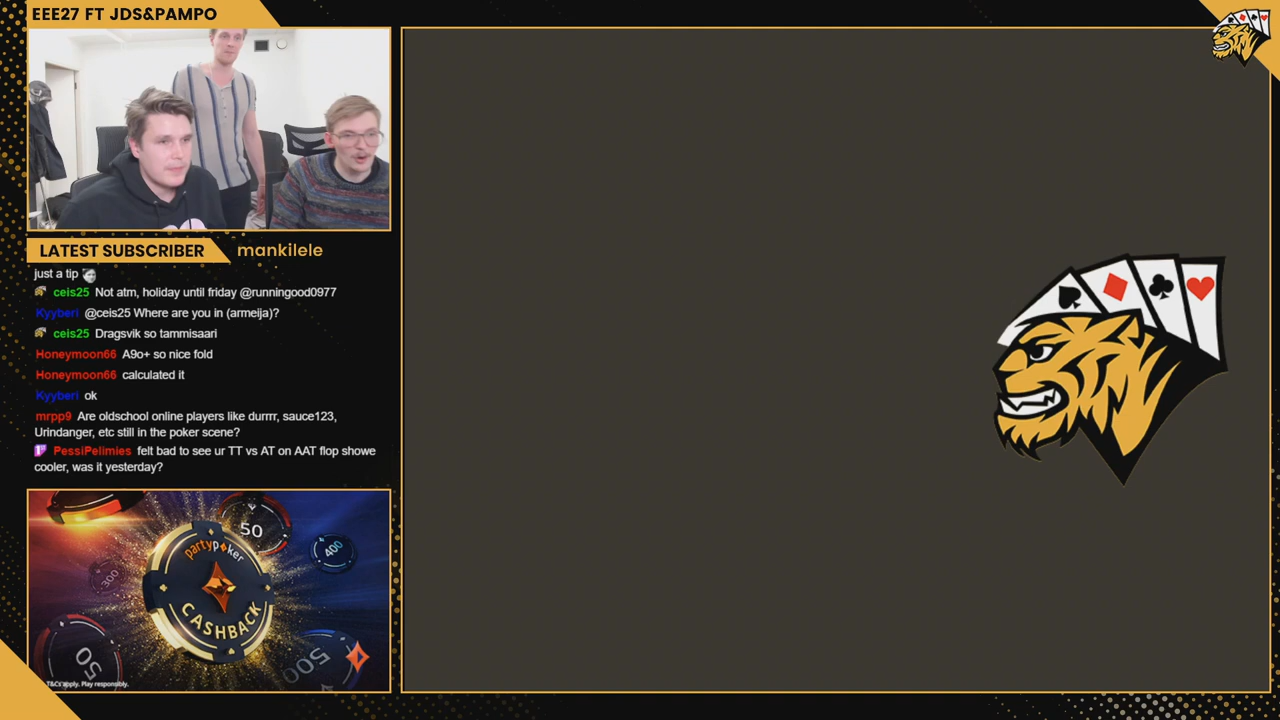 EEE27 FT JDS&PAMPO
LATEST SUBSCRIBER mankilele
just a tip
ceis25 Not atm, holiday until friday @runningood0977
Kyyberi @ceis25 Where are you in (armeija)?
ceis25 Dragsvik so tammisaari
Honeymoon66 A9o+ so nice fold
Honeymoon66 calculated it
Kyyberi ok
mrpp9 Are oldschool online players like durrrr, sauce123,
Urindanger, etc still in the poker scene?
PessiPelimies felt bad to see ur TT vs AT on AAT flop showe
cooler, was it yesterday?
50
400
300
partypoker
CASHBACK
50
500
T&Cs apply. Play responsibly.